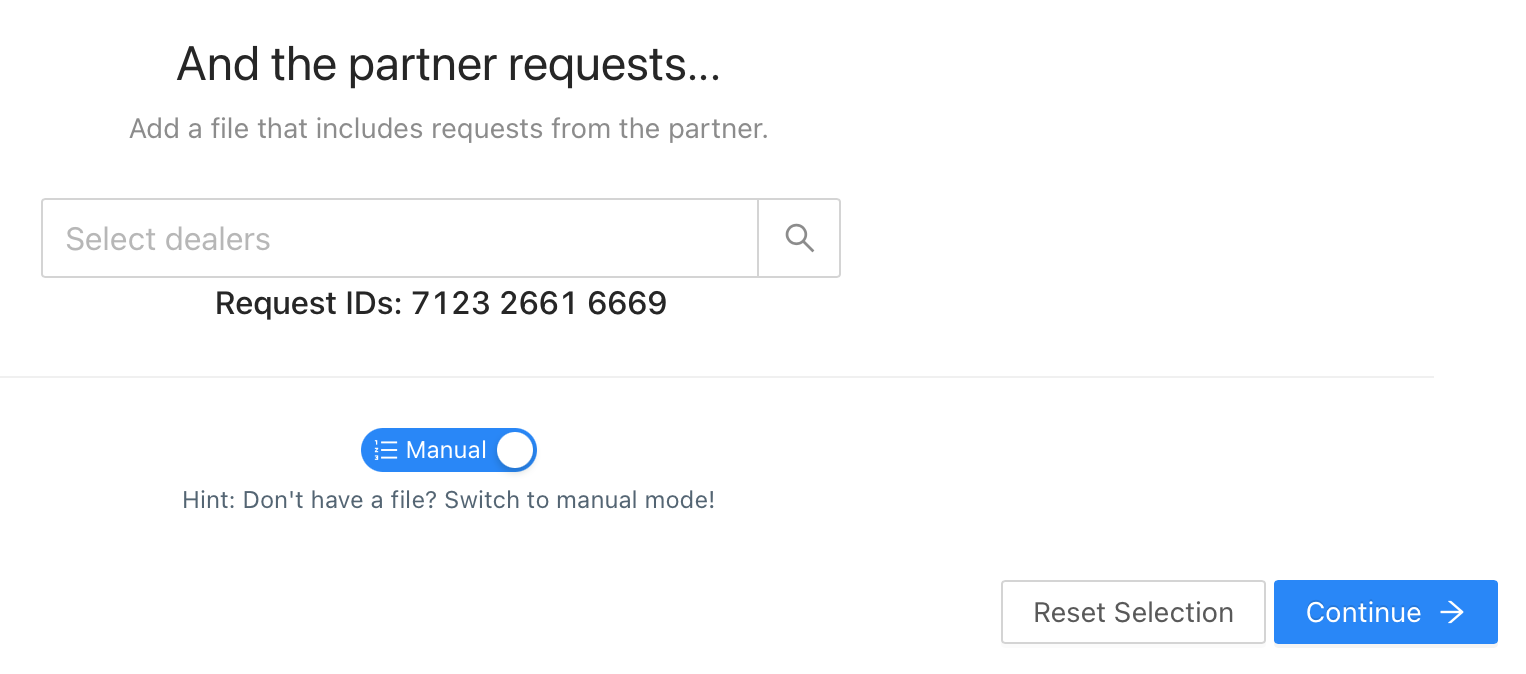 And the partner requests...
Add a file that includes requests from the partner.
Select dealers
Request IDs: 7123 2661 6669
Manual
Hint: Don't have a file? Switch to manual mode!
Reset Selection
Continue →